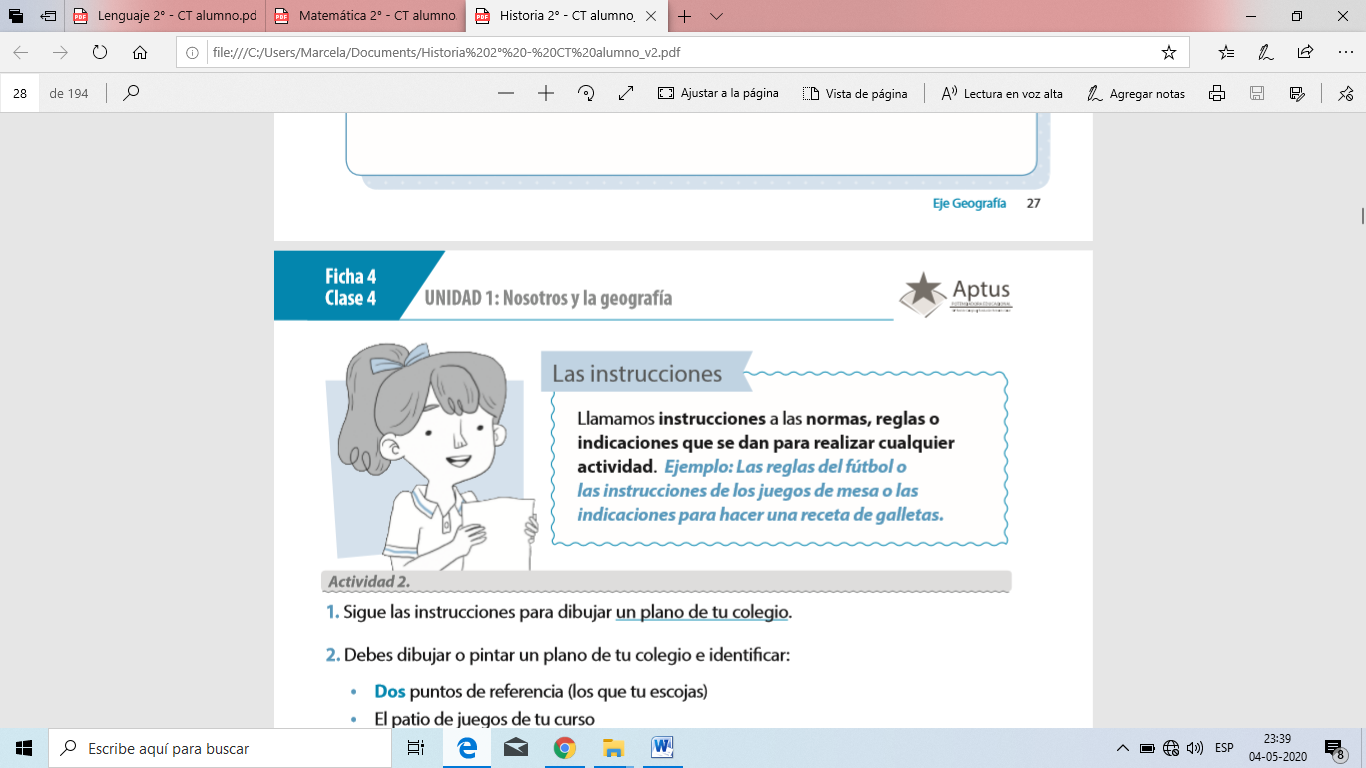 Lenguaje 2° - CT alumno.pd
Matemática 2° - CT alumno.
Historia 2° - CT alumno_
file:///C:/Users/Marcela/Documents/Historia%202°%20-%20CT%20alumno_v2.pdf
28 de 194
Ajustar a la página
Vista de página
Lectura en voz alta
Agregar notas
Eje Geografía 27
Ficha 4
Clase 4
UNIDAD 1: Nosotros y la geografía
Aptus
Las instrucciones
Llamamos instrucciones a las normas, reglas o
indicaciones que se dan para realizar cualquier
actividad. Ejemplo: Las reglas del fútbol o
las instrucciones de los juegos de mesa o las
indicaciones para hacer una receta de galletas.
Actividad 2.
1. Sigue las instrucciones para dibujar un plano de tu colegio.
2. Debes dibujar o pintar un plano de tu colegio e identificar:
• Dos puntos de referencia (los que tu escojas)
• El patio de juegos de tu curso
Escribe aquí para buscar
ESP
23:39
04-05-2020
8